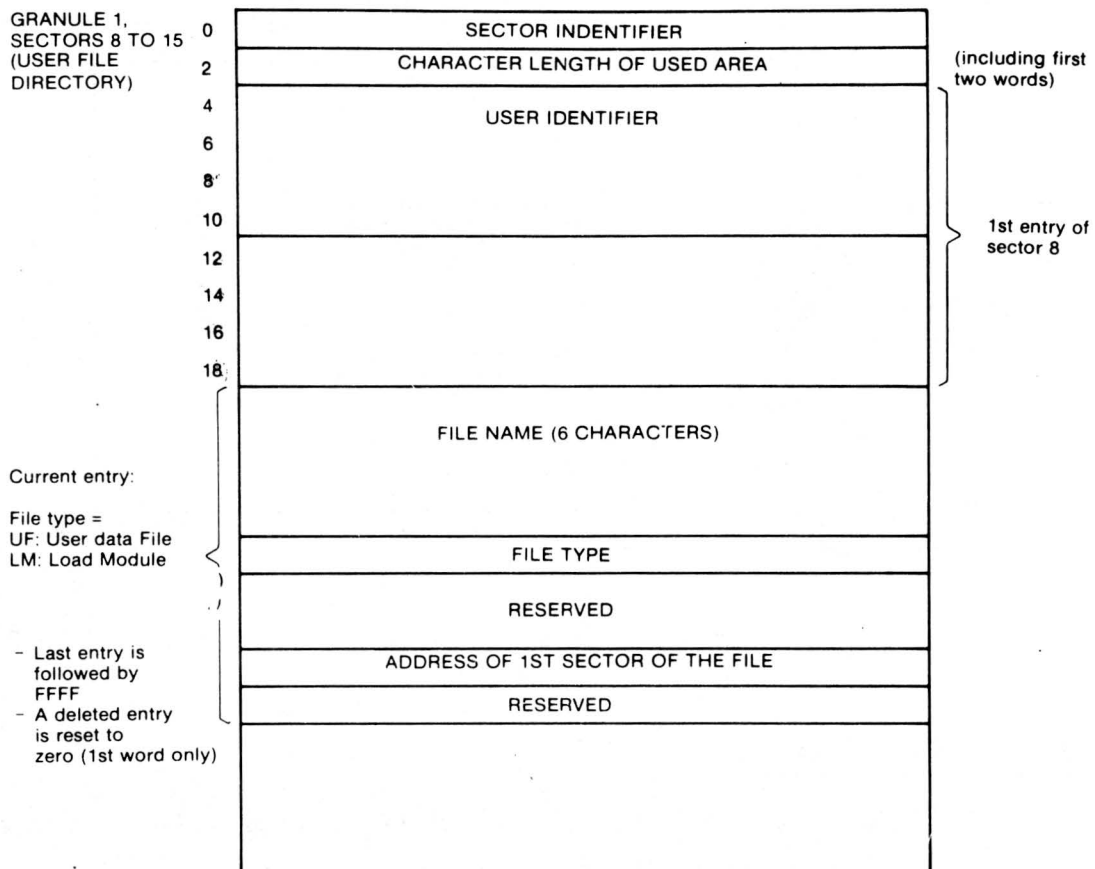 GRANULE 1,
SECTORS 8 TO 15
(USER FILE
DIRECTORY)
0
SECTOR INDENTIFIER
2
CHARACTER LENGTH OF USED AREA
(including first
two words)
4
USER IDENTIFIER
6
8
10
1st entry of
sector 8
12
14
16
18
FILE NAME (6 CHARACTERS)
Current entry:
File type =
UF: User data File
LM: Load Module
FILE TYPE
RESERVED
- Last entry is
followed by
FFFF
- A deleted entry
is reset to
zero (1st word only)
ADDRESS OF 1ST SECTOR OF THE FILE
RESERVED